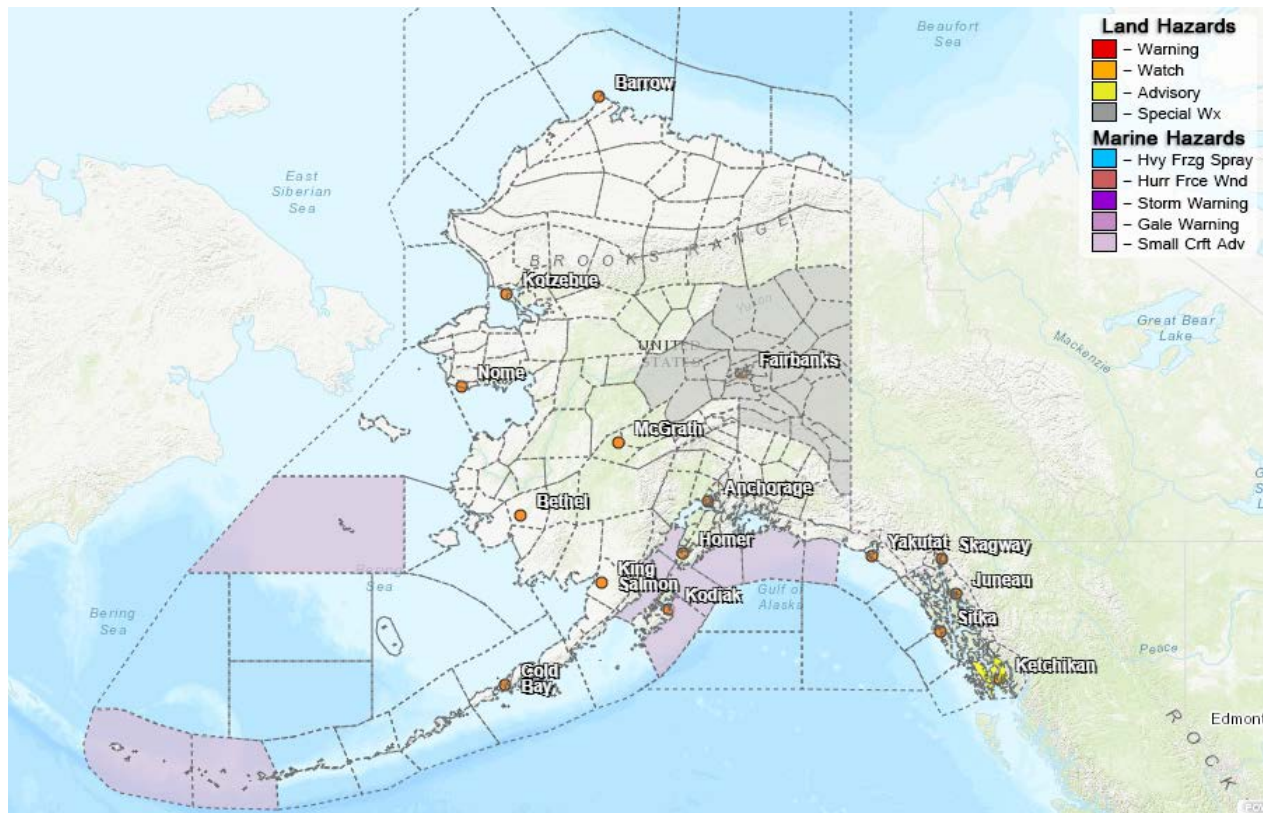 Beaufort
Sea
Land Hazards
– Warning
– Watch
– Advisory
– Special Wx
Marine Hazards
– Hvy Frzg Spray
– Hurr Frce Wnd
– Storm Warning
– Gale Warning
– Small Crft Adv
Barrow
East
Siberian
Sea
BROOKS RANGE
Kotzebue
Yukon
Great Bear
Lake
Mackenzie
UNITED
STATES
Fairbanks
Nome
McGrath
Anchorage
Bethel
Homer
Yakutat
Skagway
King
Salmon
Juneau
Kodiak
Gulf of
Alaska
Bering
Sea
Sea
Sitka
Peace
Ketchikan
Cold
Bay
ROCK
Edmont